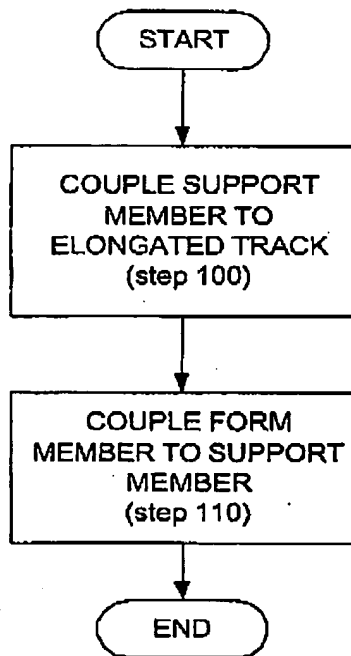 START
COUPLE SUPPORT
MEMBER TO
ELONGATED TRACK
(step 100)
COUPLE FORM
MEMBER TO SUPPORT
MEMBER
(step 110)
END